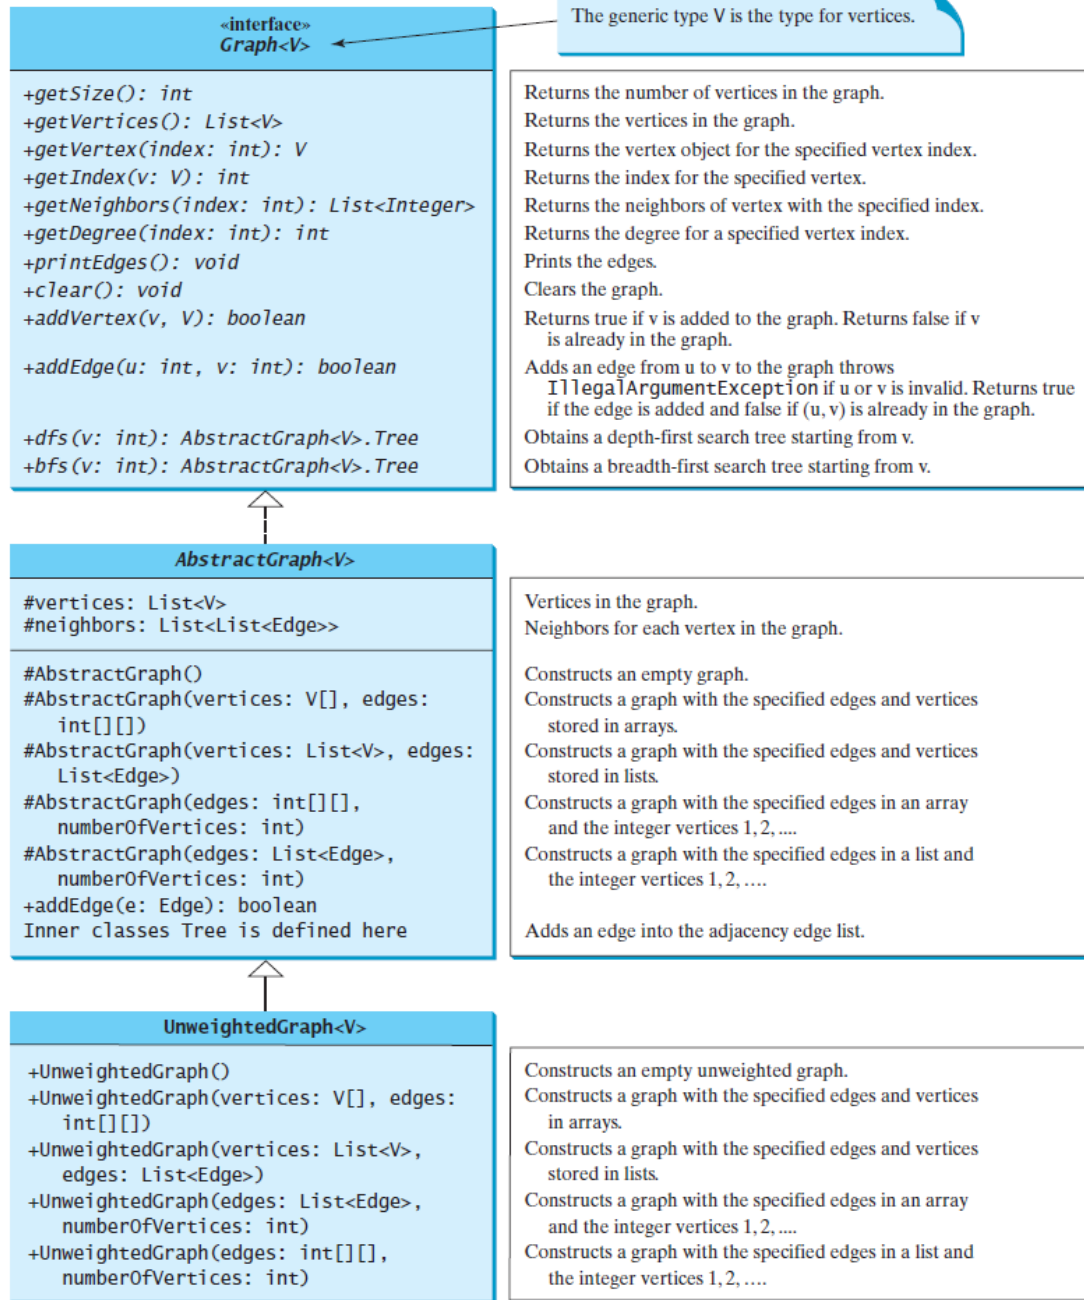 The generic type V is the type for vertices.
«interface»
Graph<V>
+getSize(): int
Returns the number of vertices in the graph.
+getVertices(): List<V>
Returns the vertices in the graph.
+getVertex(index: int): V
Returns the vertex object for the specified vertex index.
+getIndex(v: V): int
Returns the index for the specified vertex.
+getNeighbors(index: int): List<Integer>
Returns the neighbors of vertex with the specified index.
+getDegree(index: int): int
Returns the degree for a specified vertex index.
+printEdges(): void
Prints the edges.
+clear(): void
Clears the graph.
+addVertex(v, V): boolean
Returns true if v is added to the graph. Returns false if v
is already in the graph.
+addEdge(u: int, v: int): boolean
Adds an edge from u to v to the graph throws
IllegalArgumentException if u or v is invalid. Returns true
if the edge is added and false if (u, v) is already in the graph.
+dfs(v: int): AbstractGraph<V>.Tree
Obtains a depth-first search tree starting from v.
+bfs(v: int): AbstractGraph<V>.Tree
Obtains a breadth-first search tree starting from v.
AbstractGraph<V>
#vertices: List<V>
Vertices in the graph.
#neighbors: List<List<Edge>>
Neighbors for each vertex in the graph.
#AbstractGraph()
Constructs an empty graph.
#AbstractGraph(vertices: V[], edges:
int[][])
Constructs a graph with the specified edges and vertices
stored in arrays.
#AbstractGraph(vertices: List<V>, edges:
List<Edge>)
Constructs a graph with the specified edges and vertices
stored in lists.
#AbstractGraph(edges: int[][],
numberOfVertices: int)
Constructs a graph with the specified edges in an array
and the integer vertices 1, 2, ....
#AbstractGraph(edges: List<Edge>,
numberOfVertices: int)
Constructs a graph with the specified edges in a list and
the integer vertices 1, 2, ....
+addEdge(e: Edge): boolean
Inner classes Tree is defined here
Adds an edge into the adjacency edge list.
UnweightedGraph<V>
+UnweightedGraph()
Constructs an empty unweighted graph.
+UnweightedGraph(vertices: V[], edges:
int[][])
Constructs a graph with the specified edges and vertices
in arrays.
+UnweightedGraph(vertices: List<V>,
edges: List<Edge>)
Constructs a graph with the specified edges and vertices
stored in lists.
+UnweightedGraph(edges: List<Edge>,
numberOfVertices: int)
Constructs a graph with the specified edges in an array
and the integer vertices 1, 2, ....
+UnweightedGraph(edges: int[][],
numberOfVertices: int)
Constructs a graph with the specified edges in a list and
the integer vertices 1, 2, ....